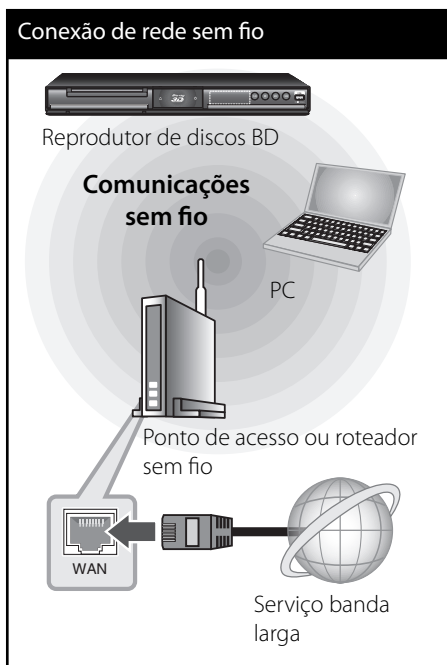 Conexão de rede sem fio
Reprodutor de discos BD
Comunicações
sem fio
PC
Ponto de acesso ou roteador
sem fio
WAN
Serviço banda
larga